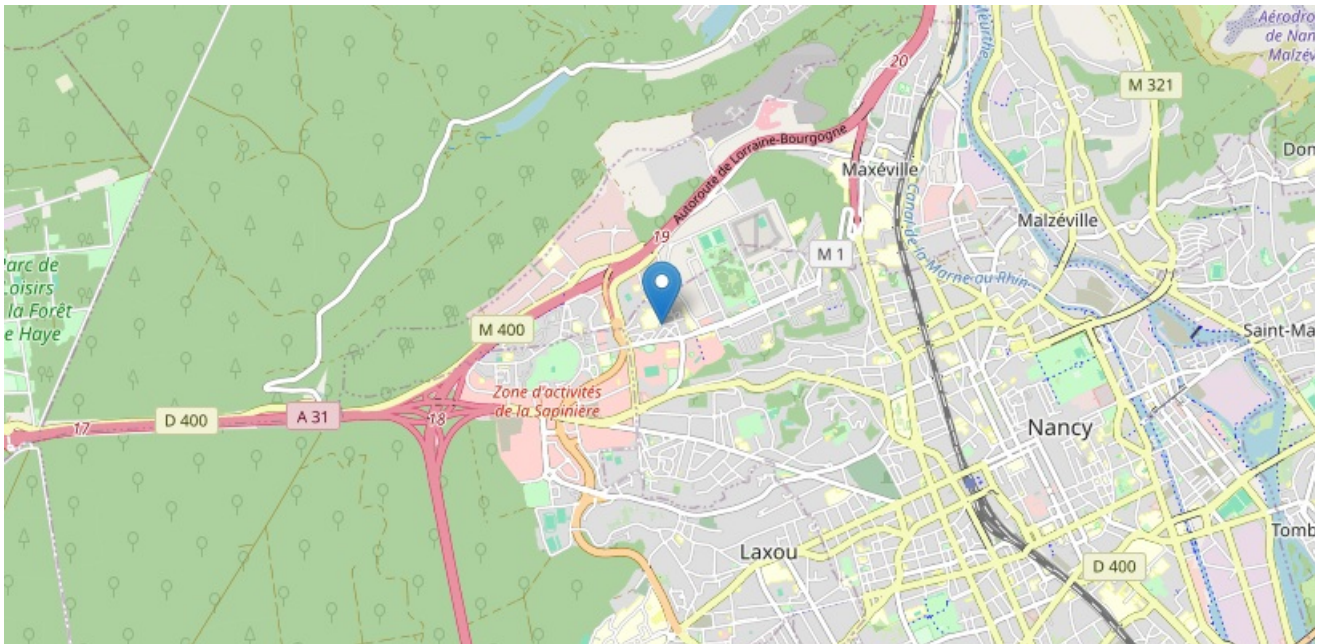 Meurthe
Aérodro
de Nan
Malzév
20
M 321
Autoroute de Lorraine-Bourgogne
Maxéville
Dom
Malzéville
19
M 1
Canal de la Marne au Rhin
Parc de
Loisirs
la Forêt
e Haye
M 400
Saint-Ma
Zone d'activités
de la Sapinière
17
D 400
A 31
18
Nancy
Laxou
Tomb
D 400